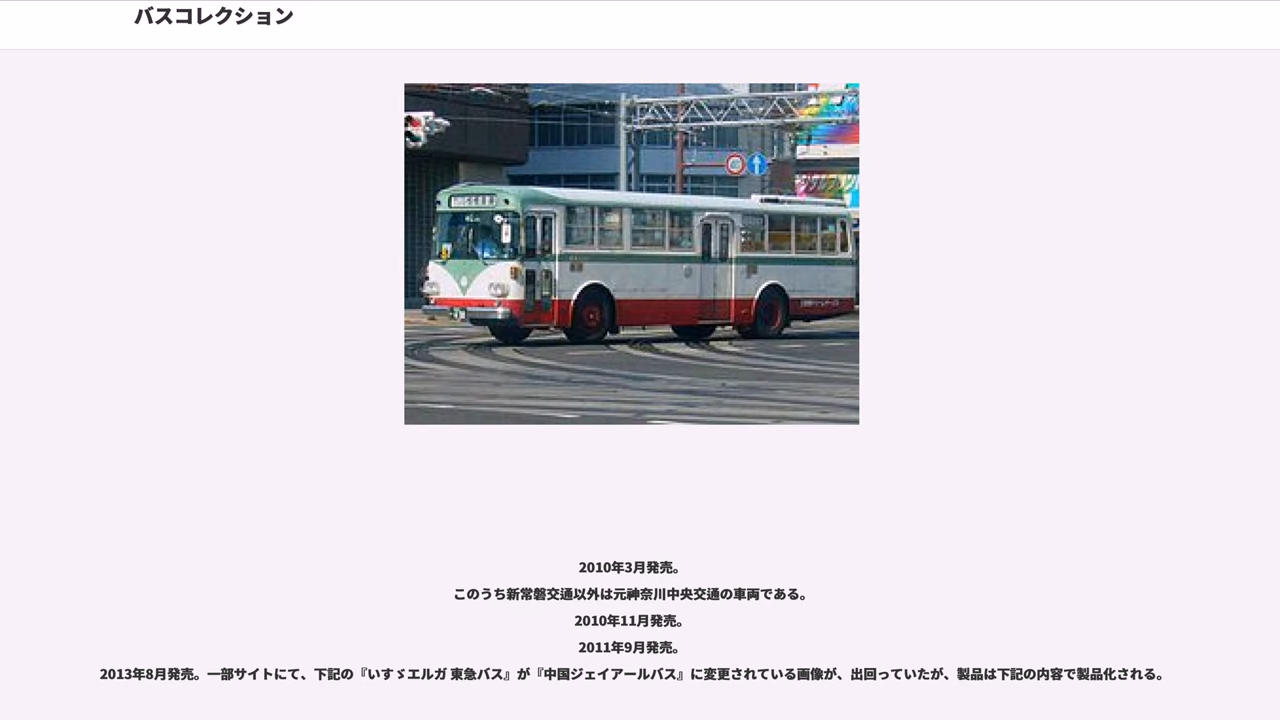 バスコレクション
2010年3月発売。
このうち新常磐交通以外は元神奈川中央交通の車両である。
2010年11月発売。
2011年9月発売。
2013年8月発売。一部サイトにて、下記の『いすゞエルガ 東急バス』が『中国ジェイアールバス』に変更されている画像が、出回っていたが、製品は下記の内容で製品化される。